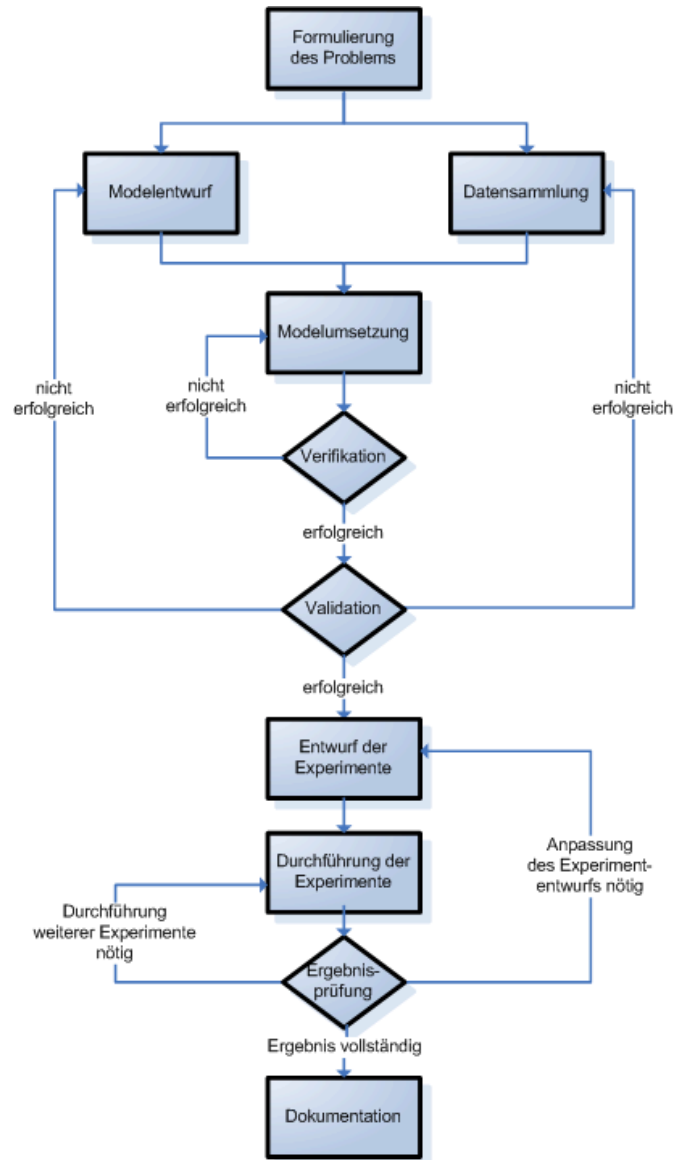 Formulierung
des Problems
Modelentwurf
Datensammlung
Modelumsetzung
nicht
erfolgreich
nicht
erfolgreich
nicht
erfolgreich
Verifikation
erfolgreich
Validation
erfolgreich
Entwurf der
Experimente
Durchführung der
Experimente
Anpassung
des Experiment-
entwurfs nötig
Durchführung
weiterer Experimente
nötig
Ergebnis-
prüfung
Ergebnis vollständig
Dokumentation